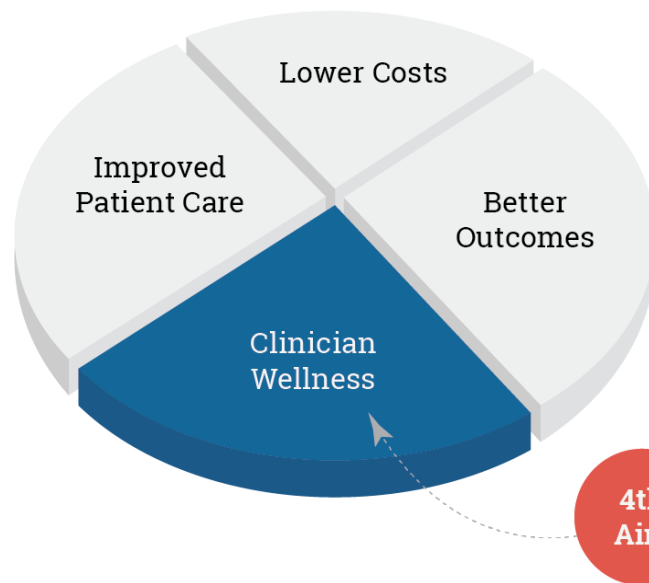 Lower Costs
Improved
Patient Care
Better
Outcomes
Clinician
Wellness